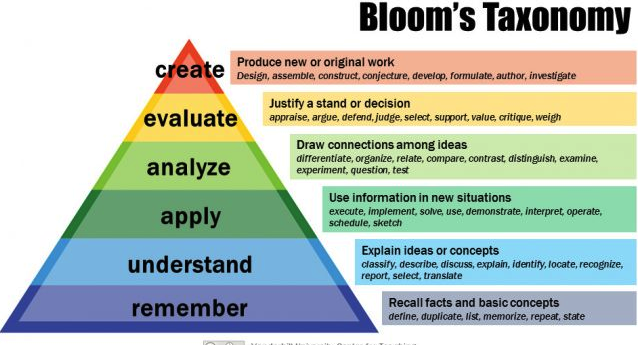 Bloom's Taxonomy
create
Produce new or original work
Design, assemble, construct, conjecture, develop, formulate, author, investigate
evaluate
Justify a stand or decision
appraise, argue, defend, judge, select, support, value, critique, weigh
analyze
Draw connections among ideas
differentiate, organize, relate, compare, contrast, distinguish, examine,
experiment, question, test
apply
Use information in new situations
execute, implement, solve, use, demonstrate, interpret, operate,
schedule, sketch
understand
Explain ideas or concepts
classify, describe, discuss, explain, identify, locate, recognize,
report, select, translate
remember
Recall facts and basic concepts
define, duplicate, list, memorize, repeat, state